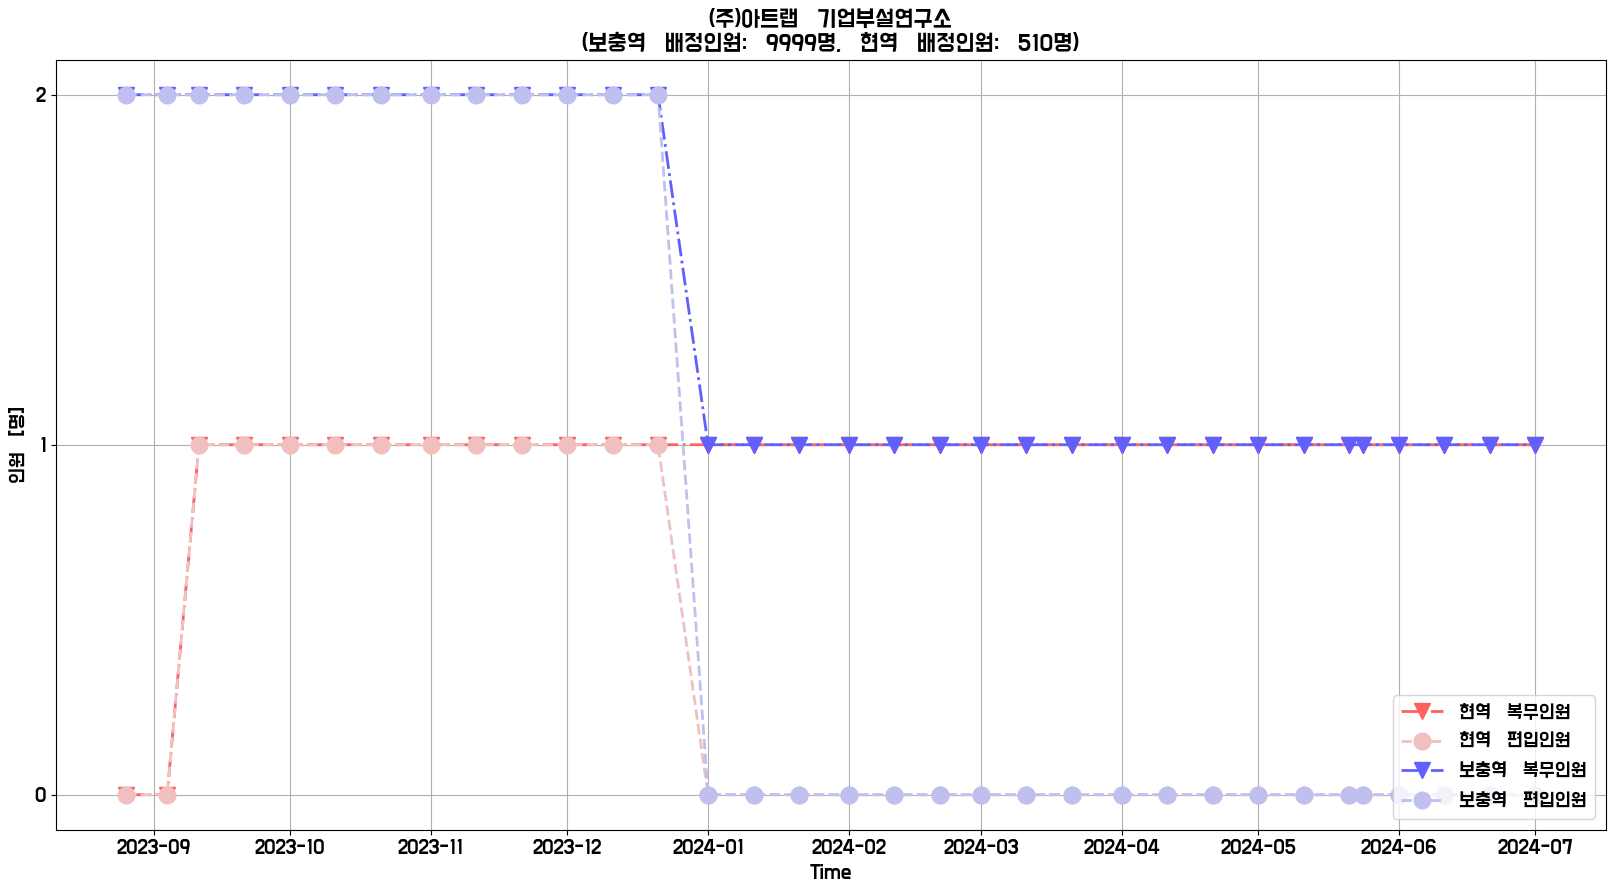 (주)아트랩 기업부설연구소
(보충역 배정인원: 9999명, 현역 배정인원: 510명)
인원 [명]
2
1
0
현역 복무인원
현역 편입인원
보충역 복무인원
보충역 편입인원
2023-09 2023-10 2023-11 2023-12 2024-01 2024-02 2024-03 2024-04 2024-05 2024-06 2024-07
Time